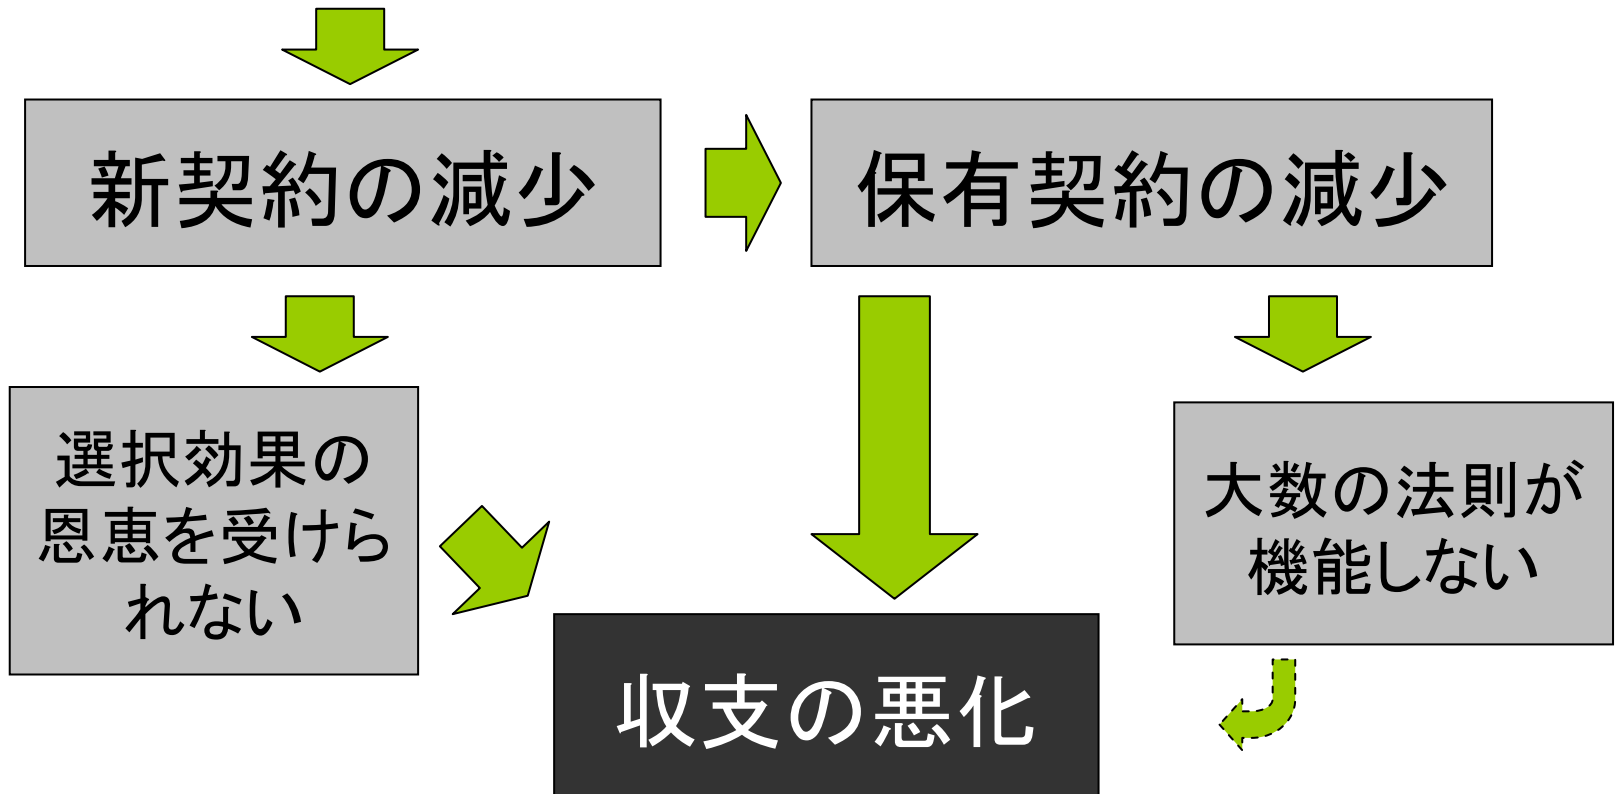 新契約の減少
保有契約の減少
選択効果の
恩恵を受けら
れない
大数の法則が
機能しない
収支の悪化